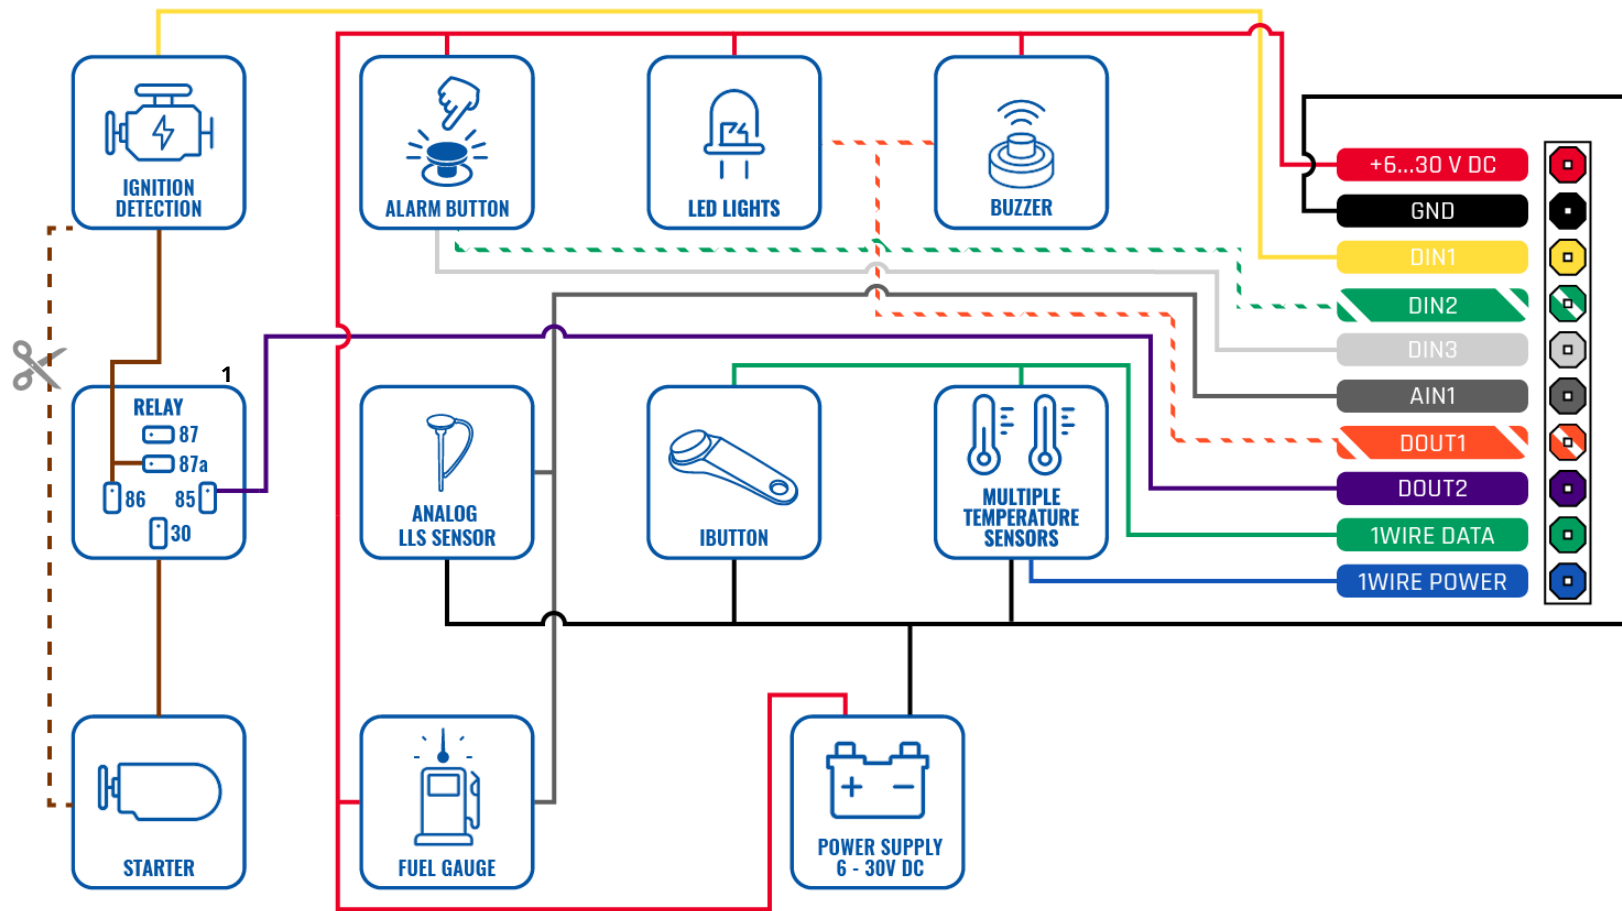 IGNITION
DETECTION
ALARM BUTTON
LED LIGHTS
BUZZER
+6...30 V DC
GND
DIN1
DIN2
DIN3
AIN1
DOUT1
DOUT2
1WIRE DATA
1WIRE POWER
1
RELAY
87
87a
86
85
30
ANALOG
LLS SENSOR
IBUTTON
MULTIPLE
TEMPERATURE
SENSORS
STARTER
FUEL GAUGE
POWER SUPPLY
6 - 30V DC